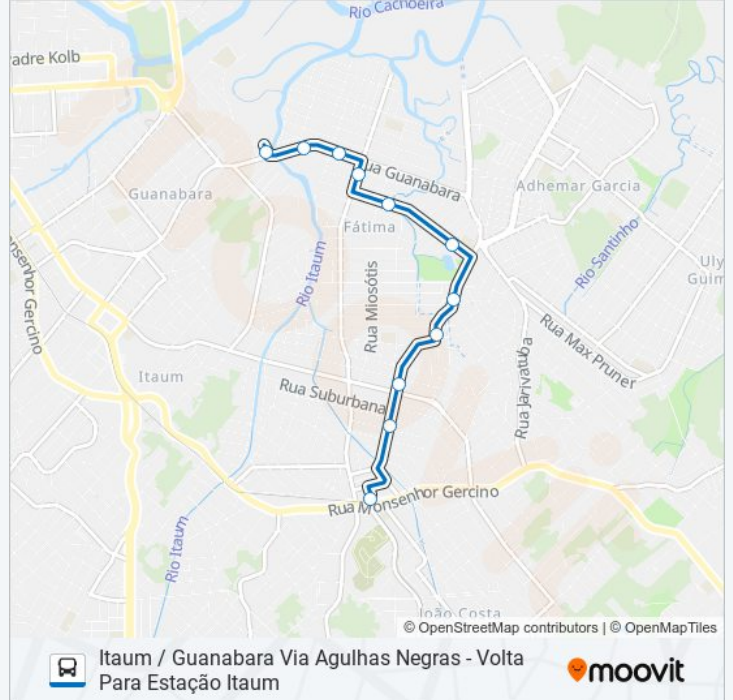 Rio Cachoeira
adre Kolb
ua Guanabara
Adhemar Garcia
Guanabara
Fátima
Rio Santinho
Rio Itaum
Uly
Guim
onsenhor Gercino
Rua Miosótis
Rua Max Pruner
Itaum
Rua Jarivatuba
Rua Suburbana
Rua Monsenhor Gercino
Rio Itaum
João Costa
© OpenStreetMap contributors | © OpenMapTiles
Itaum / Guanabara Via Agulhas Negras - Volta
Para Estação Itaum
moovit